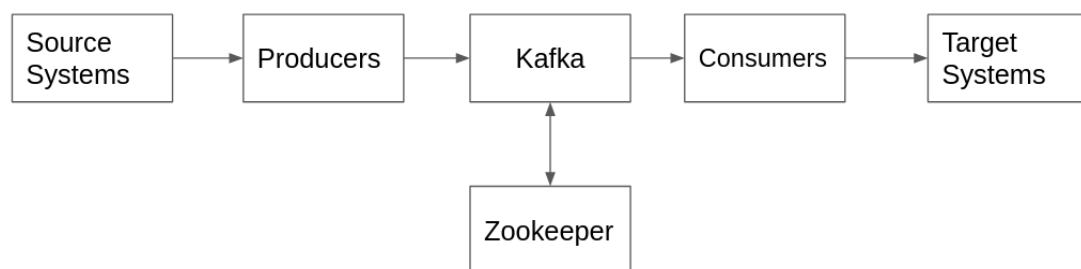 Source
Systems
Producers
Kafka
Consumers
Target
Systems
Zookeeper